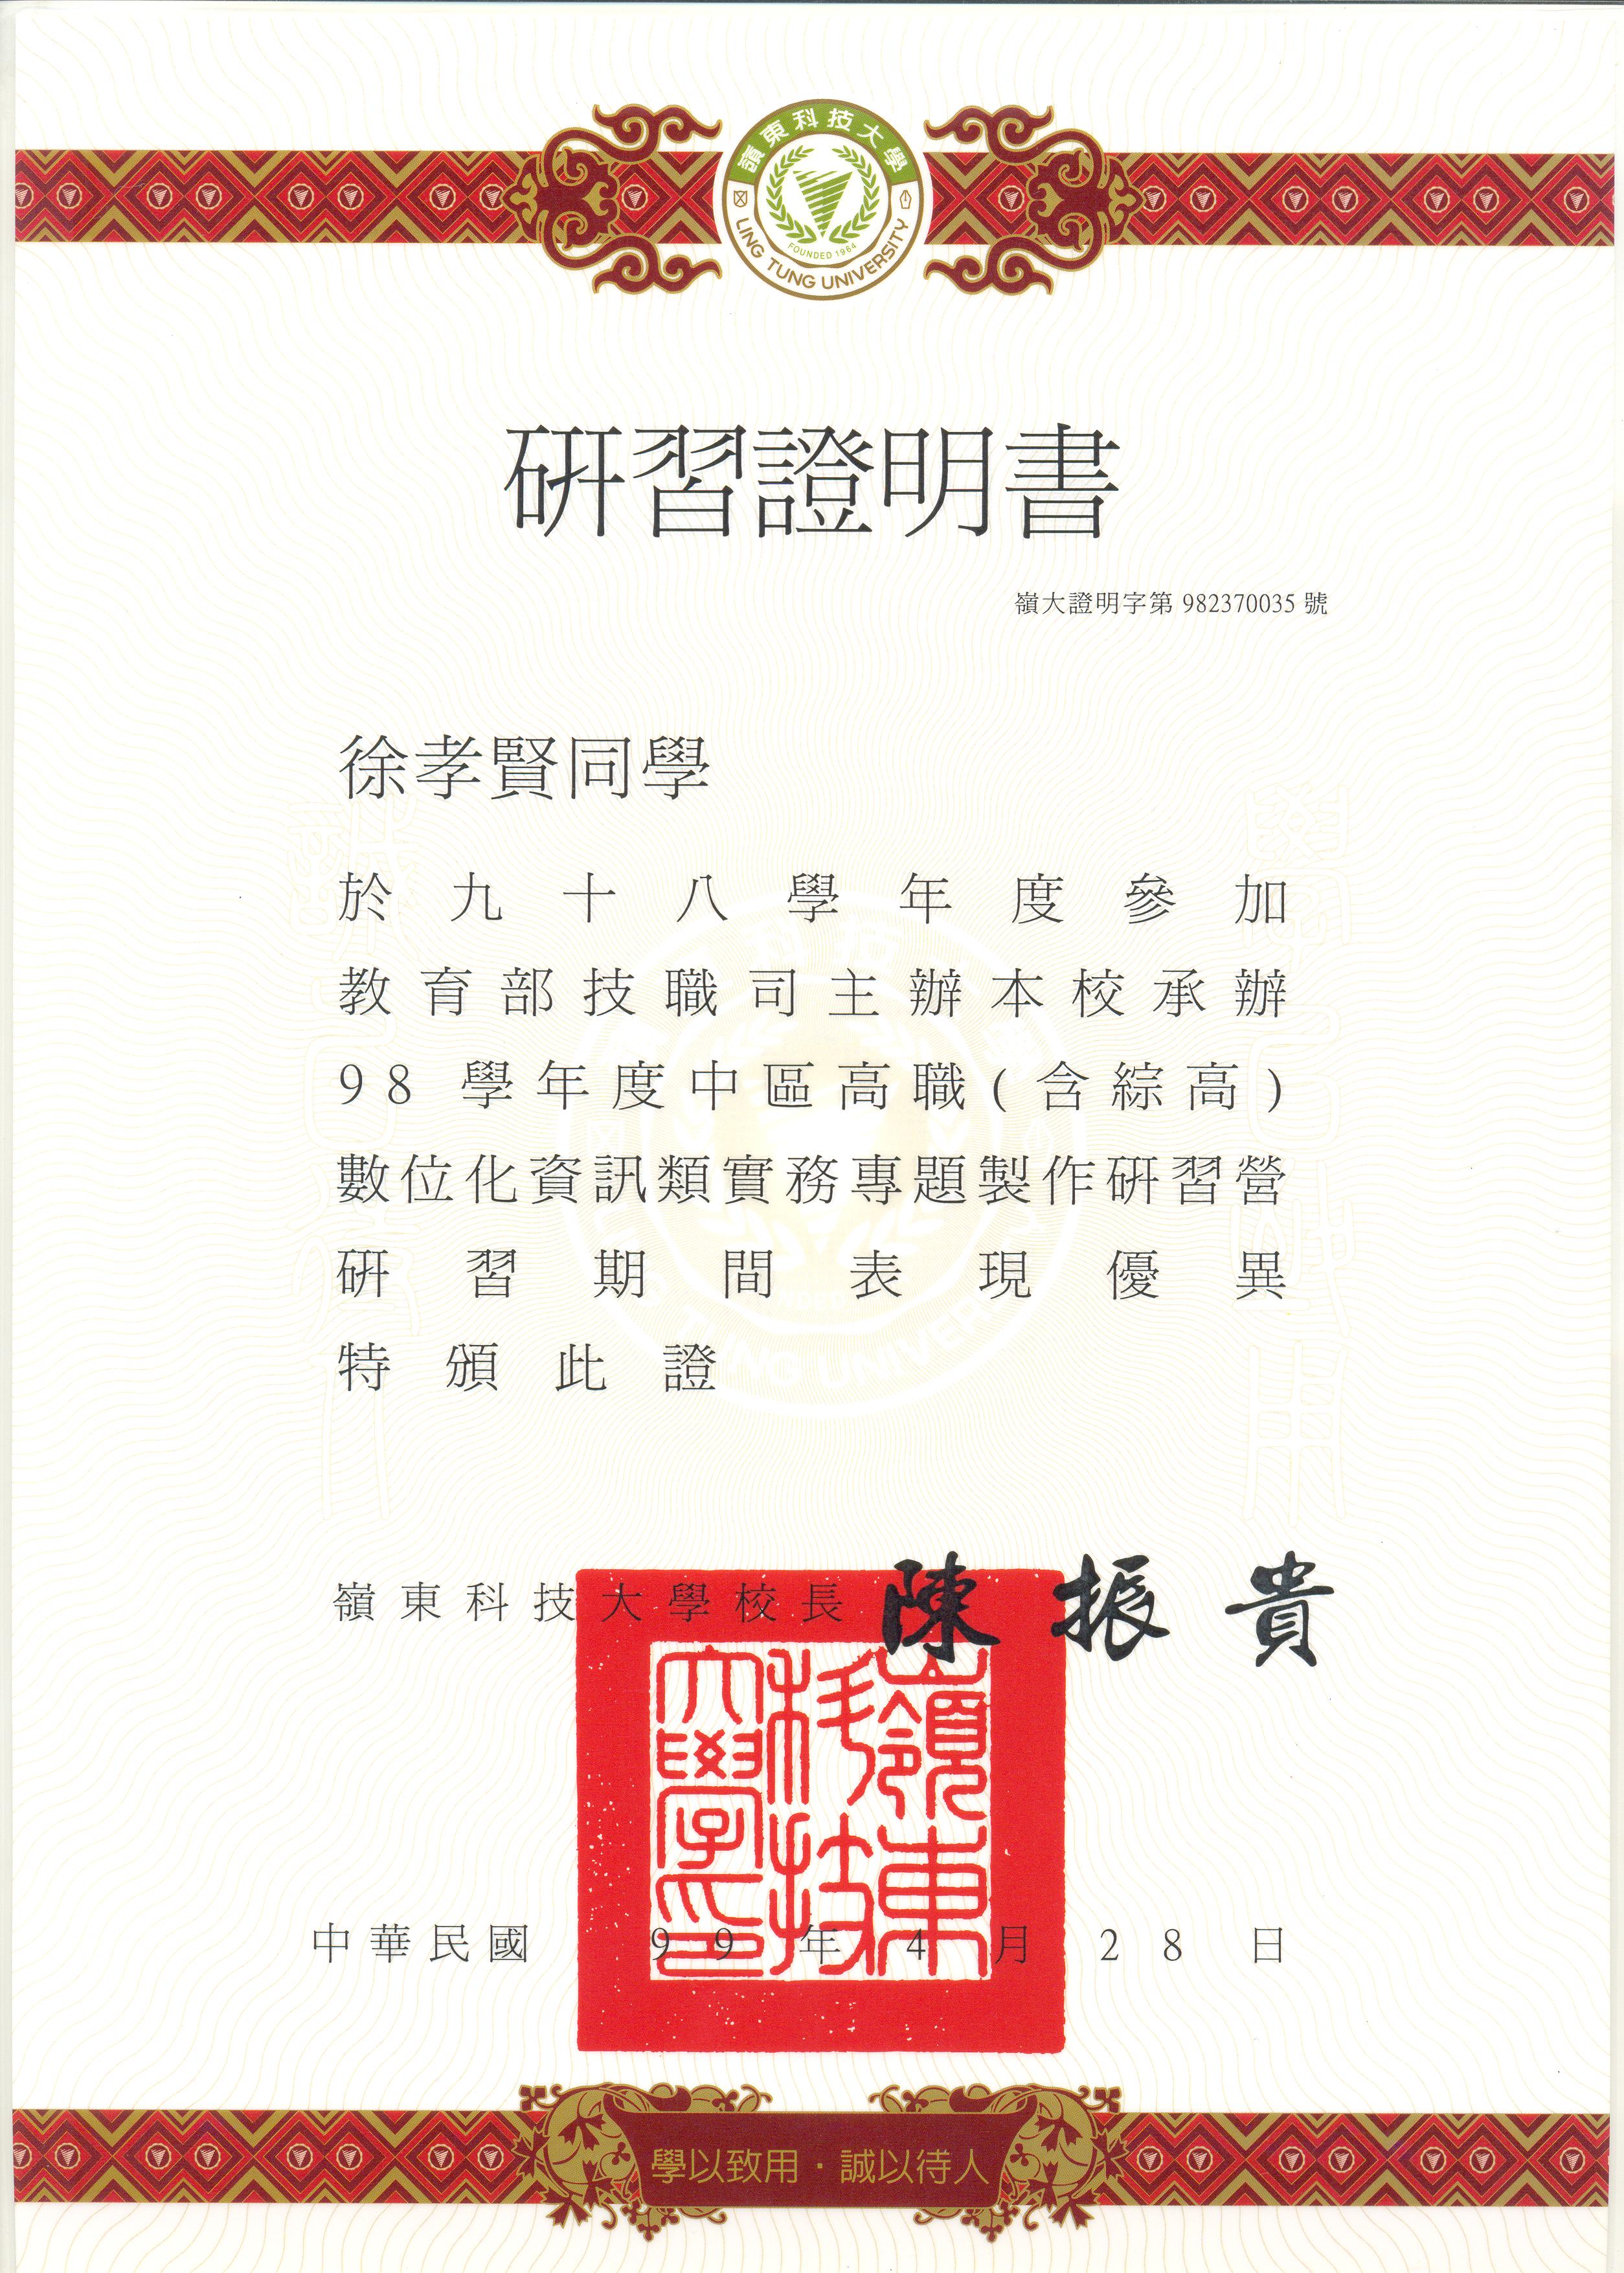 嶺東科技大學
LING TUNG UNIVERSITY
FOUNDED 1964
研習證明書
嶺大證明字第 982370035 號
徐孝賢同學
於九十八學年度參加
教育部技職司主辦本校承辦
98 學年度中區高職(含綜高)
數位化資訊類實務專題製作研習營
研習期間表現優異
特頒此證
嶺東科技大學校長 陳振貴
嶺東科技大學印
中華民國 99 年 4 月 28 日
學以致用・誠以待人